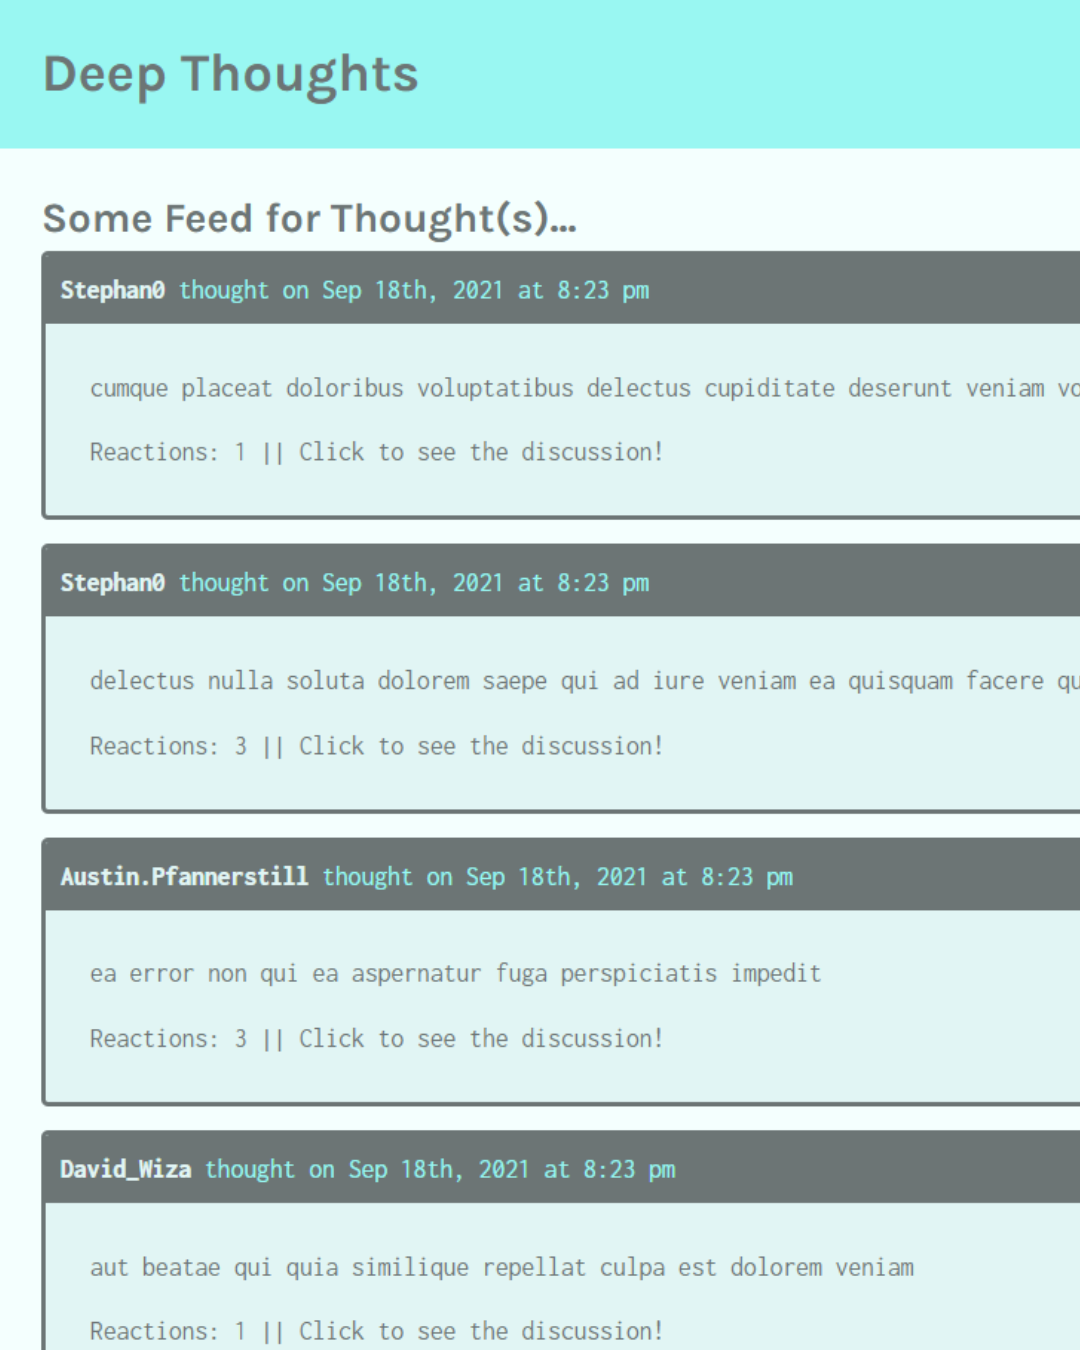 Deep Thoughts
Some Feed for Thought(s)...
Stephan0 thought on Sep 18th, 2021 at 8:23 pm
cumque placeat doloribus voluptatibus delectus cupiditate deserunt veniam
Reactions: 1 || Click to see the discussion!
Stephan0 thought on Sep 18th, 2021 at 8:23 pm
delectus nulla soluta dolorem saepe qui ad iure veniam ea quisquam facere
Reactions: 3 || Click to see the discussion!
Austin.Pfannerstill thought on Sep 18th, 2021 at 8:23 pm
ea error non qui ea aspernatur fuga perspiciatis impedit
Reactions: 3 || Click to see the discussion!
David_Wiza thought on Sep 18th, 2021 at 8:23 pm
aut beatae qui quia similique repellat culpa est dolorem veniam
Reactions: 1 || Click to see the discussion!